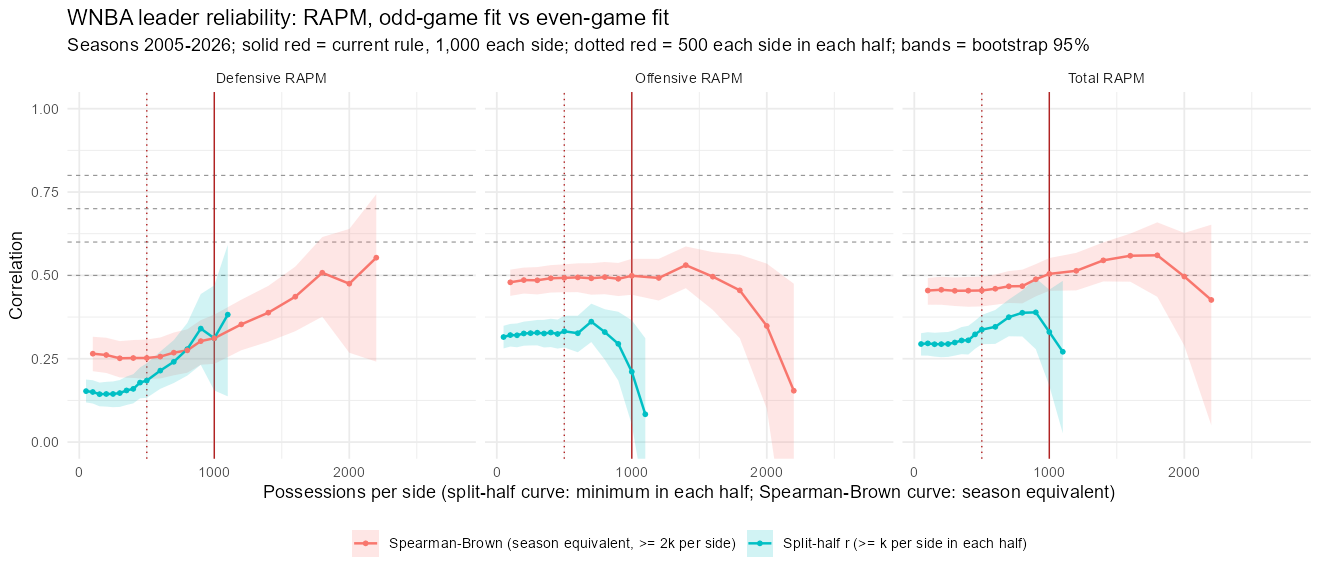 WNBA leader reliability: RAPM, odd-game fit vs even-game fit
Seasons 2005-2026; solid red = current rule, 1,000 each side; dotted red = 500 each side in each half; bands = bootstrap 95%
Defensive RAPM
Offensive RAPM
Total RAPM
Correlation
1.00
0.75
0.50
0.25
0.00
0 1000 2000
0 1000 2000
0 1000 2000
Possessions per side (split-half curve: minimum in each half; Spearman-Brown curve: season equivalent)
Spearman-Brown (season equivalent, >= 2k per side)
Split-half r (>= k per side in each half)